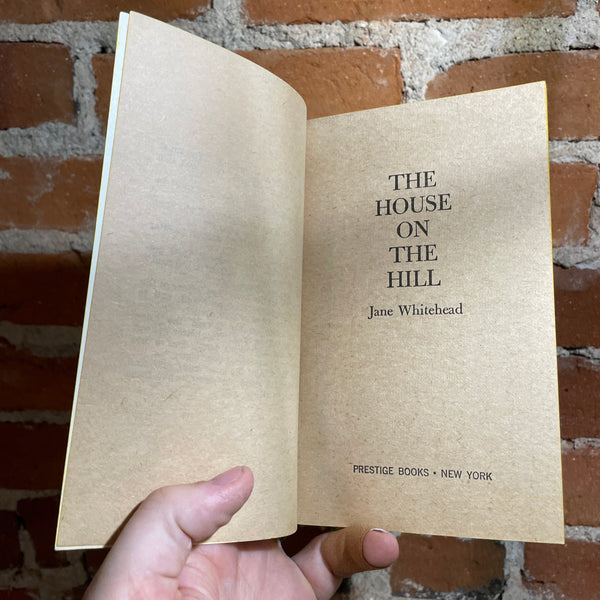 THE
HOUSE
ON
THE
HILL
Jane Whitehead
PRESTIGE BOOKS • NEW YORK